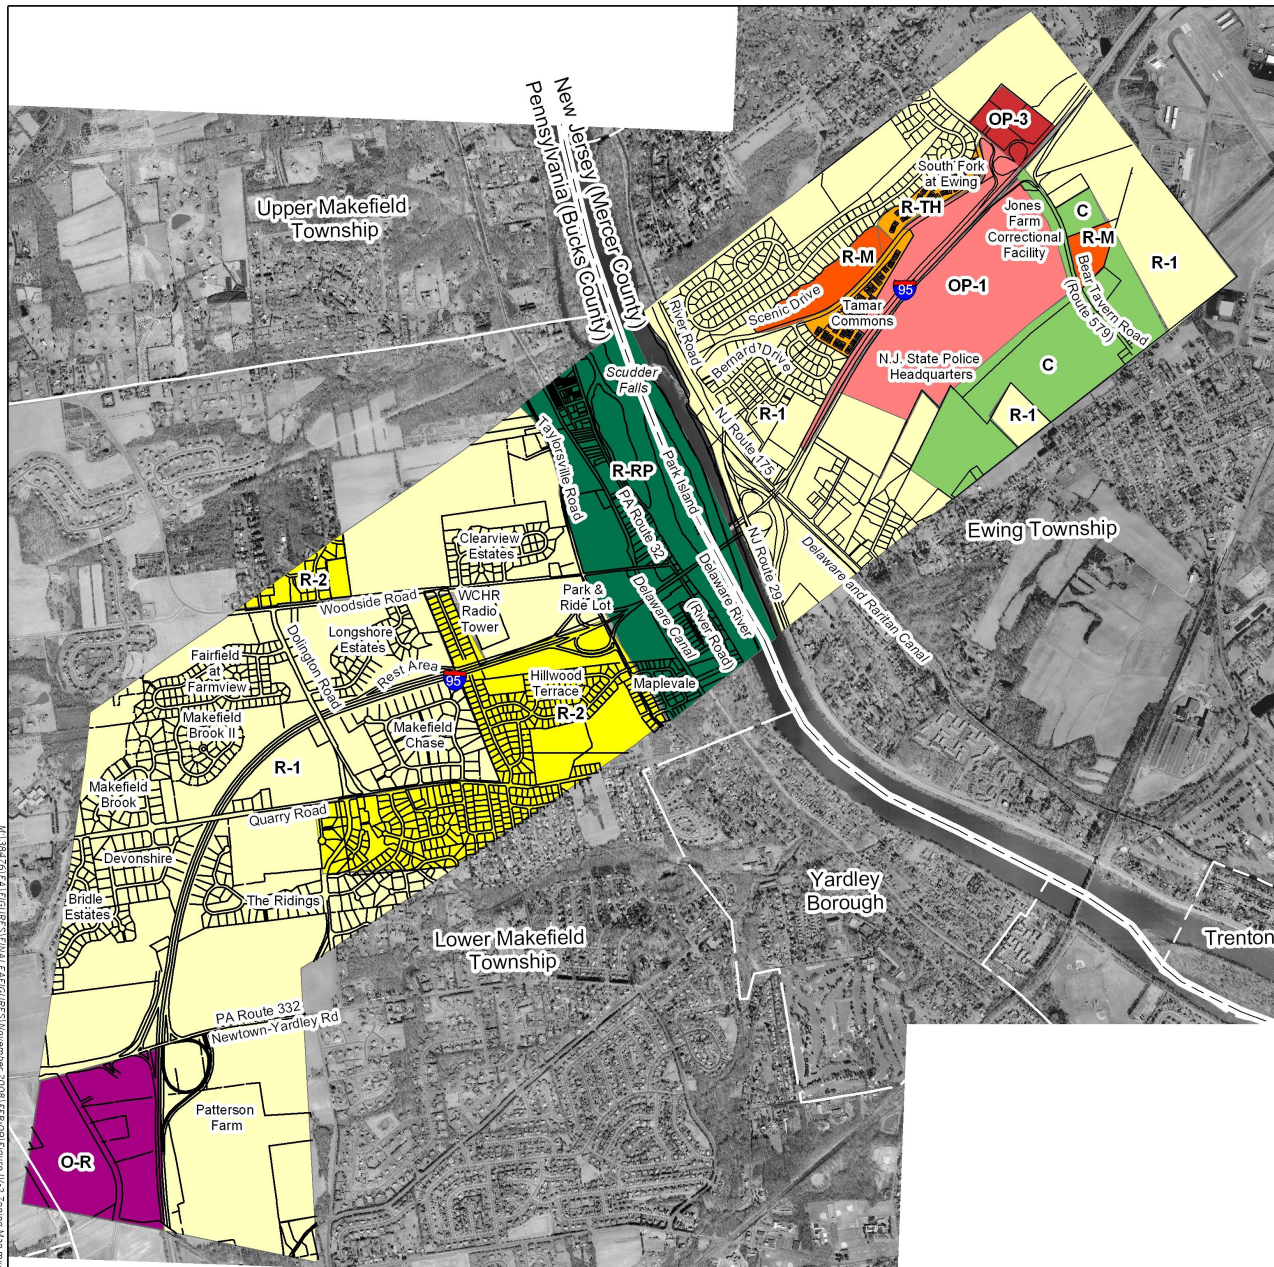 New Jersey (Mercer County)
Pennsylvania (Bucks County)
Upper Makefield
Township
OP-3
South Fork
at Ewing
R-TH
Jones
Farm
Correctional
Facility
C
R-M
R-1
R-M
OP-1
95
Bear Tavern Road
(Route 579)
Scenic Drive
Tamar
Commons
River Road
Bernard Drive
N.J. State Police
Headquarters
C
R-1
R-1
Scudder
Falls
NJ Route 175
Taylorsville Road
R-RP
Park Island
PA Route 32
Ewing Township
Clearview
Estates
Delaware River
NJ Route 29
Delaware and Raritan Canal
R-2
Woodside Road
WCHR
Radio
Tower
Park &
Ride Lot
Delaware Canal
(River Road)
Longshore
Estates
Dolington Road
Fairfield
at
Farmview
Rest Area
95
Hillwood
Terrace
Maplevale
R-2
Makefield
Brook II
Makefield
Chase
R-1
Makefield
Brook
Quarry Road
Devonshire
Bridle
Estates
The Ridings
Yardley
Borough
Lower Makefield
Township
Trenton
PA Route 332
Newtown-Yardley Rd
Patterson
Farm
O-R